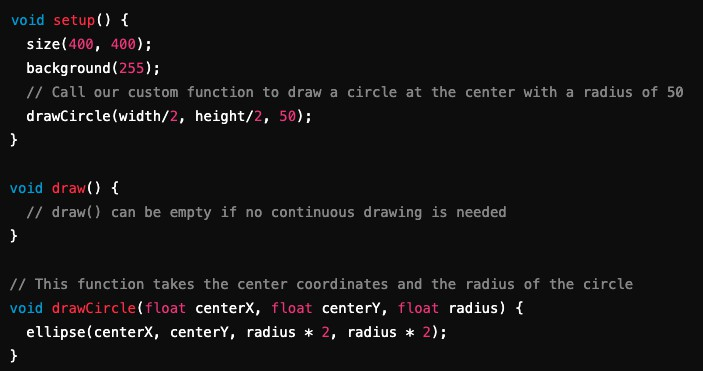 void setup() {
  size(400, 400);
  background(255);
  // Call our custom function to draw a circle at the center with a radius of 50
  drawCircle(width/2, height/2, 50);
}

void draw() {
  // draw() can be empty if no continuous drawing is needed
}

// This function takes the center coordinates and the radius of the circle
void drawCircle(float centerX, float centerY, float radius) {
  ellipse(centerX, centerY, radius * 2, radius * 2);
}